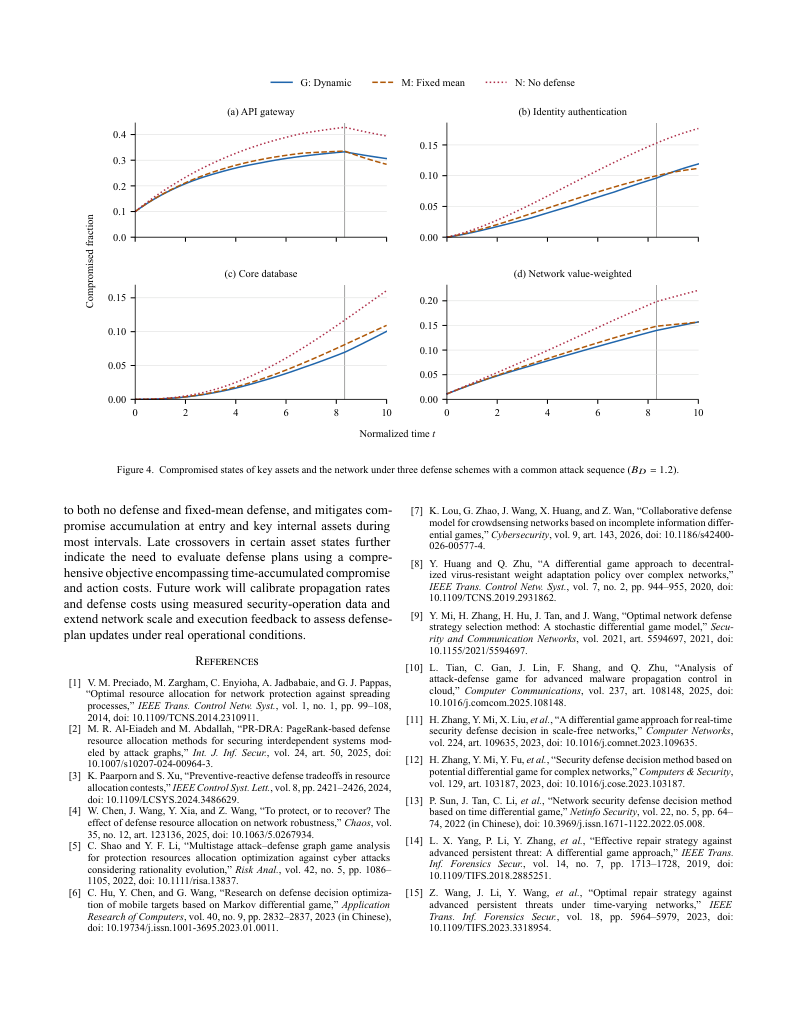 G: Dynamic M: Fixed mean N: No defense
(a) API gateway
0.4
0.3
0.2
0.1
0.0
(b) Identity authentication
0.15
0.10
0.05
0.00
Compromised fraction
(c) Core database
0.15
0.10
0.05
0.00
0 2 4 6 8 10
(d) Network value-weighted
0.20
0.15
0.10
0.05
0.00
0 2 4 6 8 10
Normalized time t
Figure 4. Compromised states of key assets and the network under three defense schemes with a common attack sequence (B_D = 1.2).
to both no defense and fixed-mean defense, and mitigates com-
promise accumulation at entry and key internal assets during
most intervals. Late crossovers in certain asset states further
indicate the need to evaluate defense plans using a compre-
hensive objective encompassing time-accumulated compromise
and action costs. Future work will calibrate propagation rates
and defense costs using measured security-operation data and
extend network scale and execution feedback to assess defense-
plan updates under real operational conditions.
References
[1] V. M. Preciado, M. Zargham, C. Enyioha, A. Jadbabaie, and G. J. Pappas,
“Optimal resource allocation for network protection against spreading
processes,” IEEE Trans. Control Netw. Syst., vol. 1, no. 1, pp. 99–108,
2014, doi: 10.1109/TCNS.2014.2310911.
[2] M. R. Al-Eiadeh and M. Abdallah, “PR-DRA: PageRank-based defense
resource allocation methods for securing interdependent systems mod-
eled by attack graphs,” Int. J. Inf. Secur., vol. 24, art. 50, 2025, doi:
10.1007/s10207-024-00964-3.
[3] K. Paarporn and S. Xu, “Preventive-reactive defense tradeoffs in resource
allocation contests,” IEEE Control Syst. Lett., vol. 8, pp. 2421–2426, 2024,
doi: 10.1109/LCSYS.2024.3486629.
[4] W. Chen, J. Wang, Y. Xia, and Z. Wang, “To protect, or to recover? The
effect of defense resource allocation on network robustness,” Chaos, vol.
35, no. 12, art. 123136, 2025, doi: 10.1063/5.0267934.
[5] C. Shao and Y. F. Li, “Multistage attack–defense graph game analysis
for protection resources allocation optimization against cyber attacks
considering rationality evolution,” Risk Anal., vol. 42, no. 5, pp. 1086–
1105, 2022, doi: 10.1111/risa.13837.
[6] C. Hu, Y. Chen, and G. Wang, “Research on defense decision optimiza-
tion of mobile targets based on Markov differential game,” Application
Research of Computers, vol. 40, no. 9, pp. 2832–2837, 2023 (in Chinese),
doi: 10.19734/j.issn.1001-3695.2023.01.0011.
[7] K. Lou, G. Zhao, J. Wang, X. Huang, and Z. Wan, “Collaborative defense
model for crowdsensing networks based on incomplete information differ-
ential games,” Cybersecurity, vol. 9, art. 143, 2026, doi: 10.1186/s42400-
026-00577-4.
[8] Y. Huang and Q. Zhu, “A differential game approach to decentral-
ized virus-resistant weight adaptation policy over complex networks,”
IEEE Trans. Control Netw. Syst., vol. 7, no. 2, pp. 944–955, 2020, doi:
10.1109/TCNS.2019.2931862.
[9] Y. Mi, H. Zhang, H. Hu, J. Tan, and J. Wang, “Optimal network defense
strategy selection method: A stochastic differential game model,” Secu-
rity and Communication Networks, vol. 2021, art. 5594697, 2021, doi:
10.1155/2021/5594697.
[10] L. Tian, C. Gan, J. Lin, F. Shang, and Q. Zhu, “Analysis of
attack-defense game for advanced malware propagation control in
cloud,” Computer Communications, vol. 237, art. 108148, 2025, doi:
10.1016/j.comcom.2025.108148.
[11] H. Zhang, Y. Mi, X. Liu, et al., “A differential game approach for real-time
security defense decision in scale-free networks,” Computer Networks,
vol. 224, art. 109635, 2023, doi: 10.1016/j.comnet.2023.109635.
[12] H. Zhang, Y. Mi, Y. Fu, et al., “Security defense decision method based on
potential differential game for complex networks,” Computers & Security,
vol. 129, art. 103187, 2023, doi: 10.1016/j.cose.2023.103187.
[13] P. Sun, J. Tan, C. Li, et al., “Network security defense decision method
based on time differential game,” Netinfo Security, vol. 22, no. 5, pp. 64–
74, 2022 (in Chinese), doi: 10.3969/j.issn.1671-1122.2022.05.008.
[14] L. X. Yang, P. Li, Y. Zhang, et al., “Effective repair strategy against
advanced persistent threat: A differential game approach,” IEEE Trans.
Inf. Forensics Secur., vol. 14, no. 7, pp. 1713–1728, 2019, doi:
10.1109/TIFS.2018.2885251.
[15] Z. Wang, J. Li, Y. Wang, et al., “Optimal repair strategy against
advanced persistent threats under time-varying networks,” IEEE
Trans. Inf. Forensics Secur., vol. 18, pp. 5964–5979, 2023, doi:
10.1109/TIFS.2023.3318954.